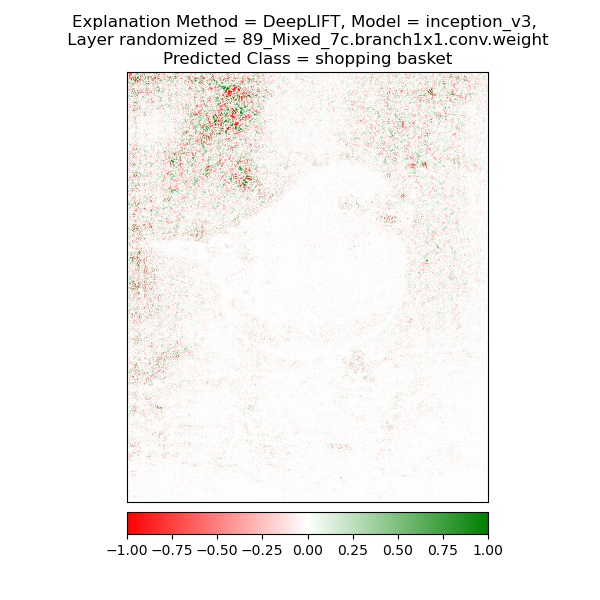 Explanation Method = DeepLIFT, Model = inception_v3,
Layer randomized = 89_Mixed_7c.branch1x1.conv.weight
Predicted Class = shopping basket
−1.00 −0.75 −0.50 −0.25 0.00 0.25 0.50 0.75 1.00